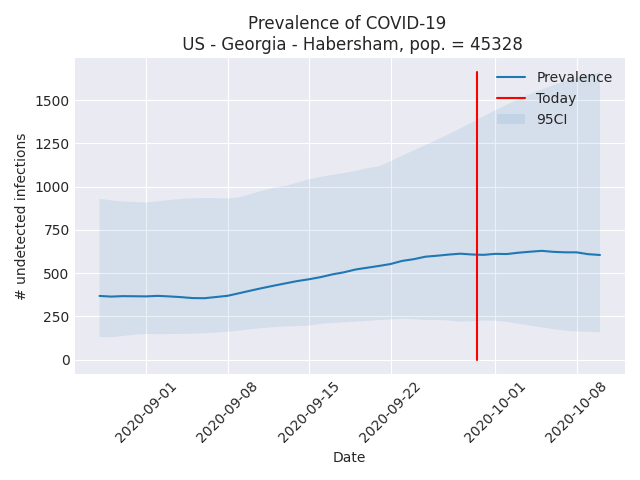 Prevalence of COVID-19
US - Georgia - Habersham, pop. = 45328
Prevalence
Today
95CI
1500
1250
1000
750
500
250
0
# undetected infections
2020-09-01
2020-09-08
2020-09-15
2020-09-22
2020-10-01
2020-10-08
Date